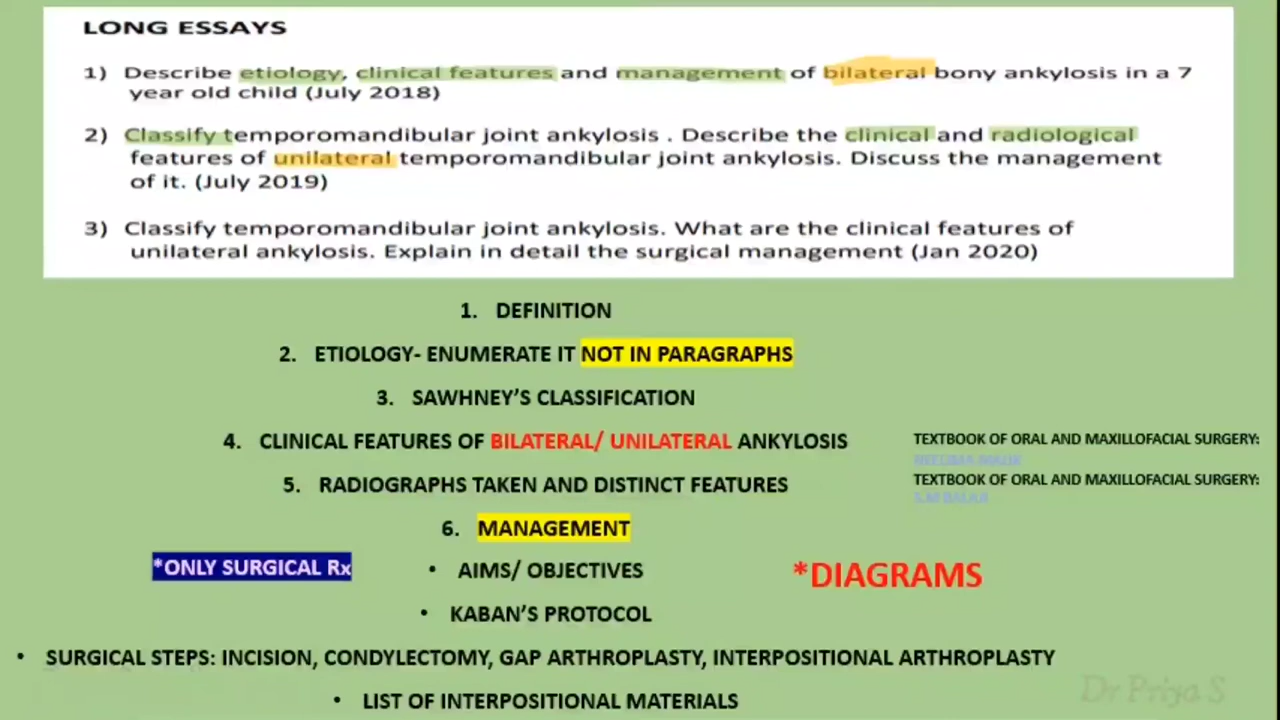 LONG ESSAYS
1) Describe etiology, clinical features and management of bilateral bony ankylosis in a 7
year old child (July 2018)
2) Classify temporomandibular joint ankylosis . Describe the clinical and radiological
features of unilateral temporomandibular joint ankylosis. Discuss the management
of it. (July 2019)
3) Classify temporomandibular joint ankylosis. What are the clinical features of
unilateral ankylosis. Explain in detail the surgical management (Jan 2020)
1. DEFINITION
2. ETIOLOGY- ENUMERATE IT NOT IN PARAGRAPHS
3. SAWHNEY'S CLASSIFICATION
4. CLINICAL FEATURES OF BILATERAL/ UNILATERAL ANKYLOSIS
TEXTBOOK OF ORAL AND MAXILLOFACIAL SURGERY:
NEELIMA MALIK
TEXTBOOK OF ORAL AND MAXILLOFACIAL SURGERY:
S.M BALAJI
5. RADIOGRAPHS TAKEN AND DISTINCT FEATURES
6. MANAGEMENT
*ONLY SURGICAL Rx
• AIMS/ OBJECTIVES
*DIAGRAMS
• KABAN'S PROTOCOL
• SURGICAL STEPS: INCISION, CONDYLECTOMY, GAP ARTHROPLASTY, INTERPOSITIONAL ARTHROPLASTY
• LIST OF INTERPOSITIONAL MATERIALS
Dr Priya S